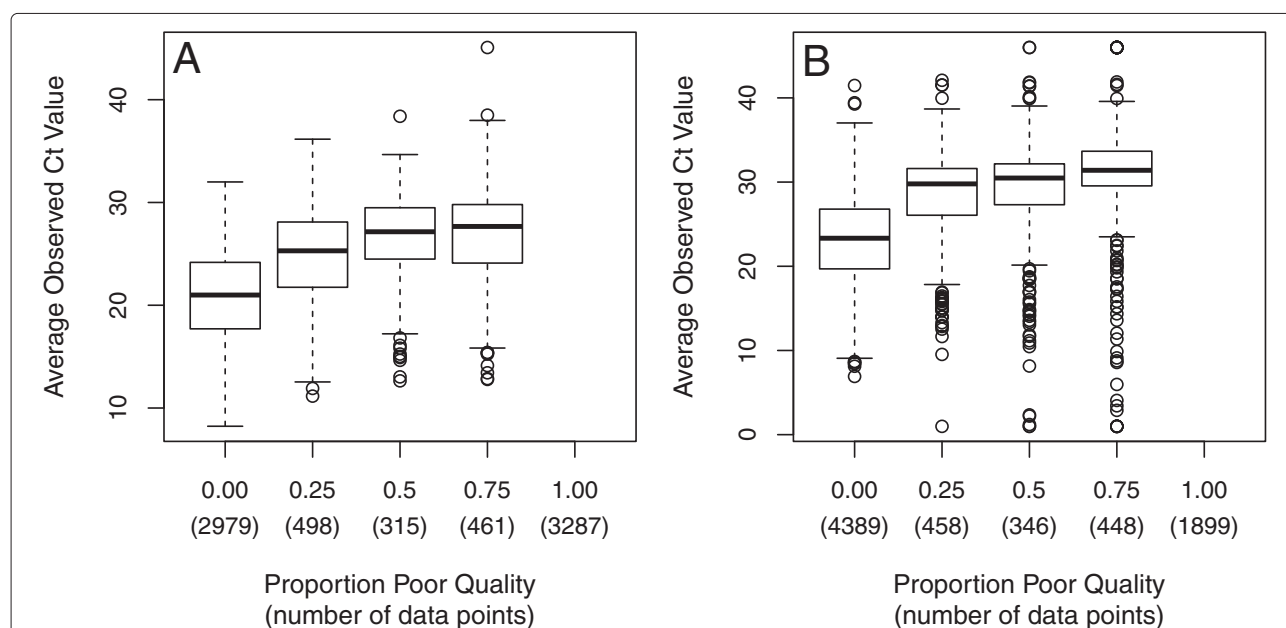 A
Average Observed Ct Value
40
30
20
10
0.00 0.25 0.5 0.75 1.00
(2979) (498) (315) (461) (3287)
Proportion Poor Quality
(number of data points)
B
Average Observed Ct Value
40
30
20
10
0
0.00 0.25 0.5 0.75 1.00
(4389) (458) (346) (448) (1899)
Proportion Poor Quality
(number of data points)